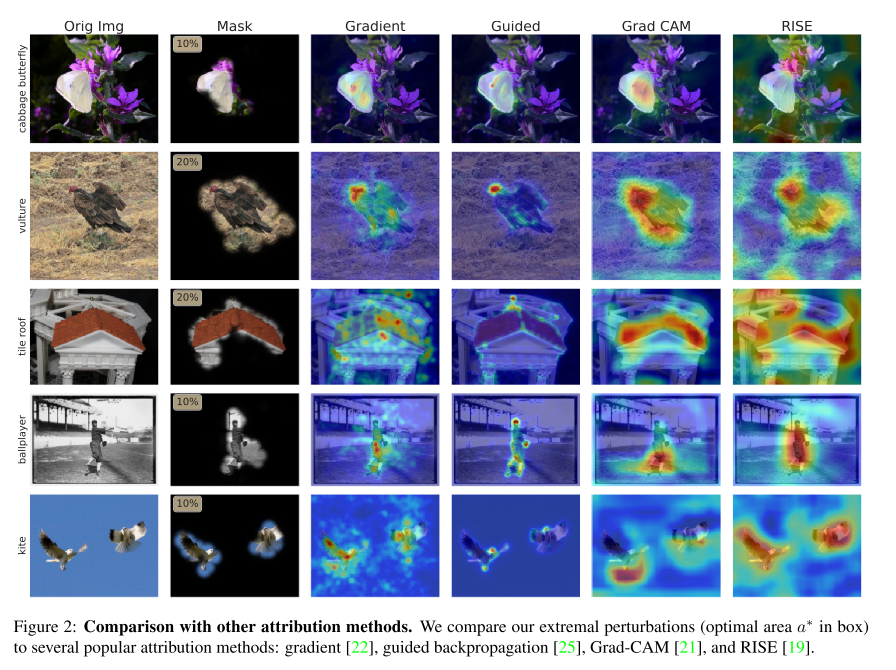 Orig Img Mask Gradient Guided Grad CAM RISE
cabbage butterfly
10%
vulture
20%
tile roof
20%
ballplayer
10%
kite
10%
Figure 2: Comparison with other attribution methods. We compare our extremal perturbations (optimal area a* in box)
to several popular attribution methods: gradient [22], guided backpropagation [25], Grad-CAM [21], and RISE [19].